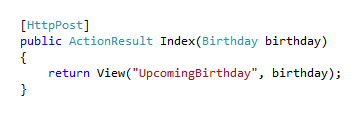 [HttpPost]
public ActionResult Index(Birthday birthday)
{
    return View("UpcomingBirthday", birthday);
}